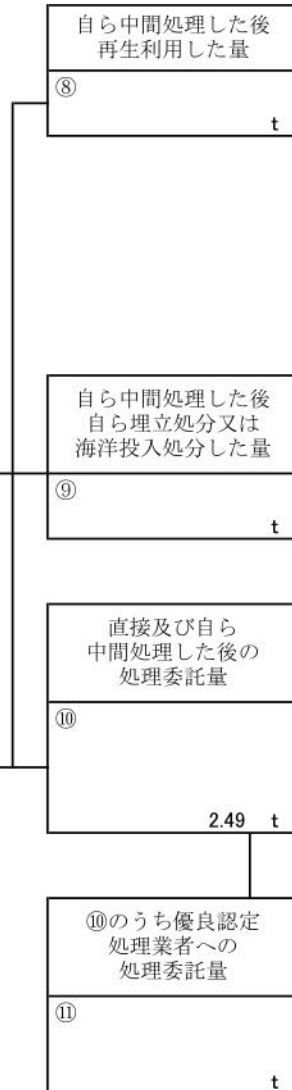 自ら中間処理した後
再生利用した量
⑧
t
自ら中間処理した後
自ら埋立処分又は
海洋投入処分した量
⑨
t
直接及び自ら
中間処理した後の
処理委託量
⑩
2.49 t
⑩のうち優良認定
処理業者への
処理委託量
⑪
t